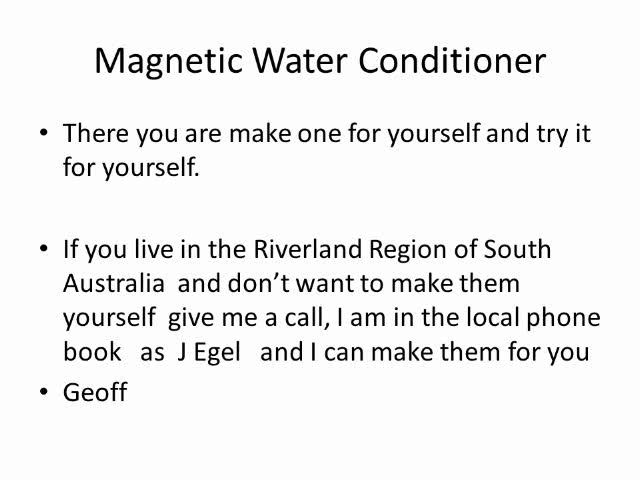 Magnetic Water Conditioner
• There you are make one for yourself and try it
for yourself.
• If you live in the Riverland Region of South
Australia  and don’t want to make them
yourself  give me a call, I am in the local phone
book   as  J Egel   and I can make them for you
• Geoff